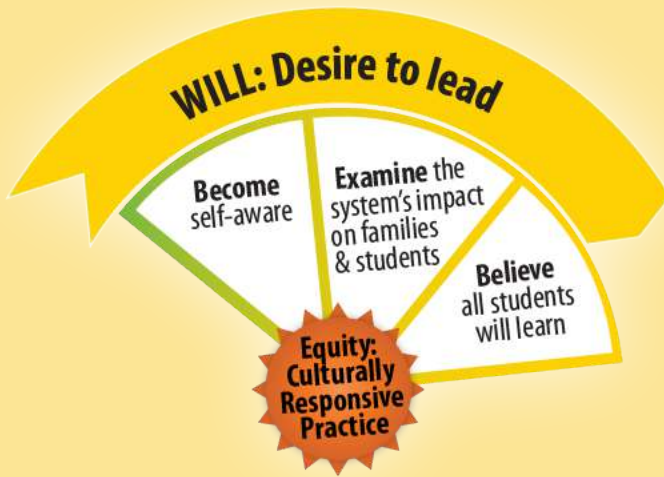 WILL: Desire to lead
Become
self-aware
Examine the
system's impact
on families
& students
Believe
all students
will learn
Equity:
Culturally
Responsive
Practice